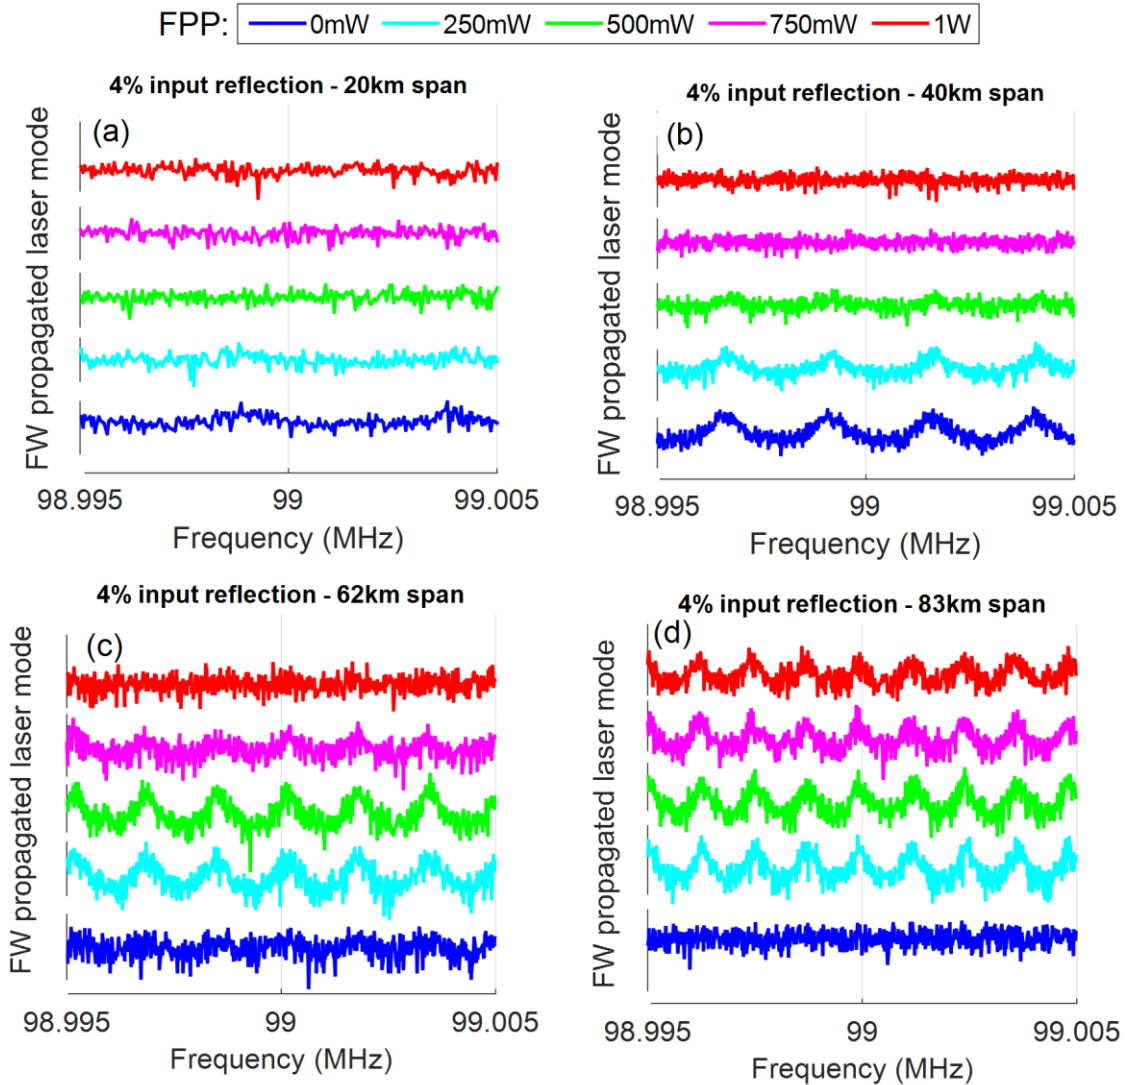 FPP: 0mW 250mW 500mW 750mW 1W
4% input reflection - 20km span
(a)
FW propagated laser mode
98.995 99 99.005
Frequency (MHz)
4% input reflection - 40km span
(b)
FW propagated laser mode
98.995 99 99.005
Frequency (MHz)
4% input reflection - 62km span
(c)
FW propagated laser mode
98.995 99 99.005
Frequency (MHz)
4% input reflection - 83km span
(d)
FW propagated laser mode
98.995 99 99.005
Frequency (MHz)